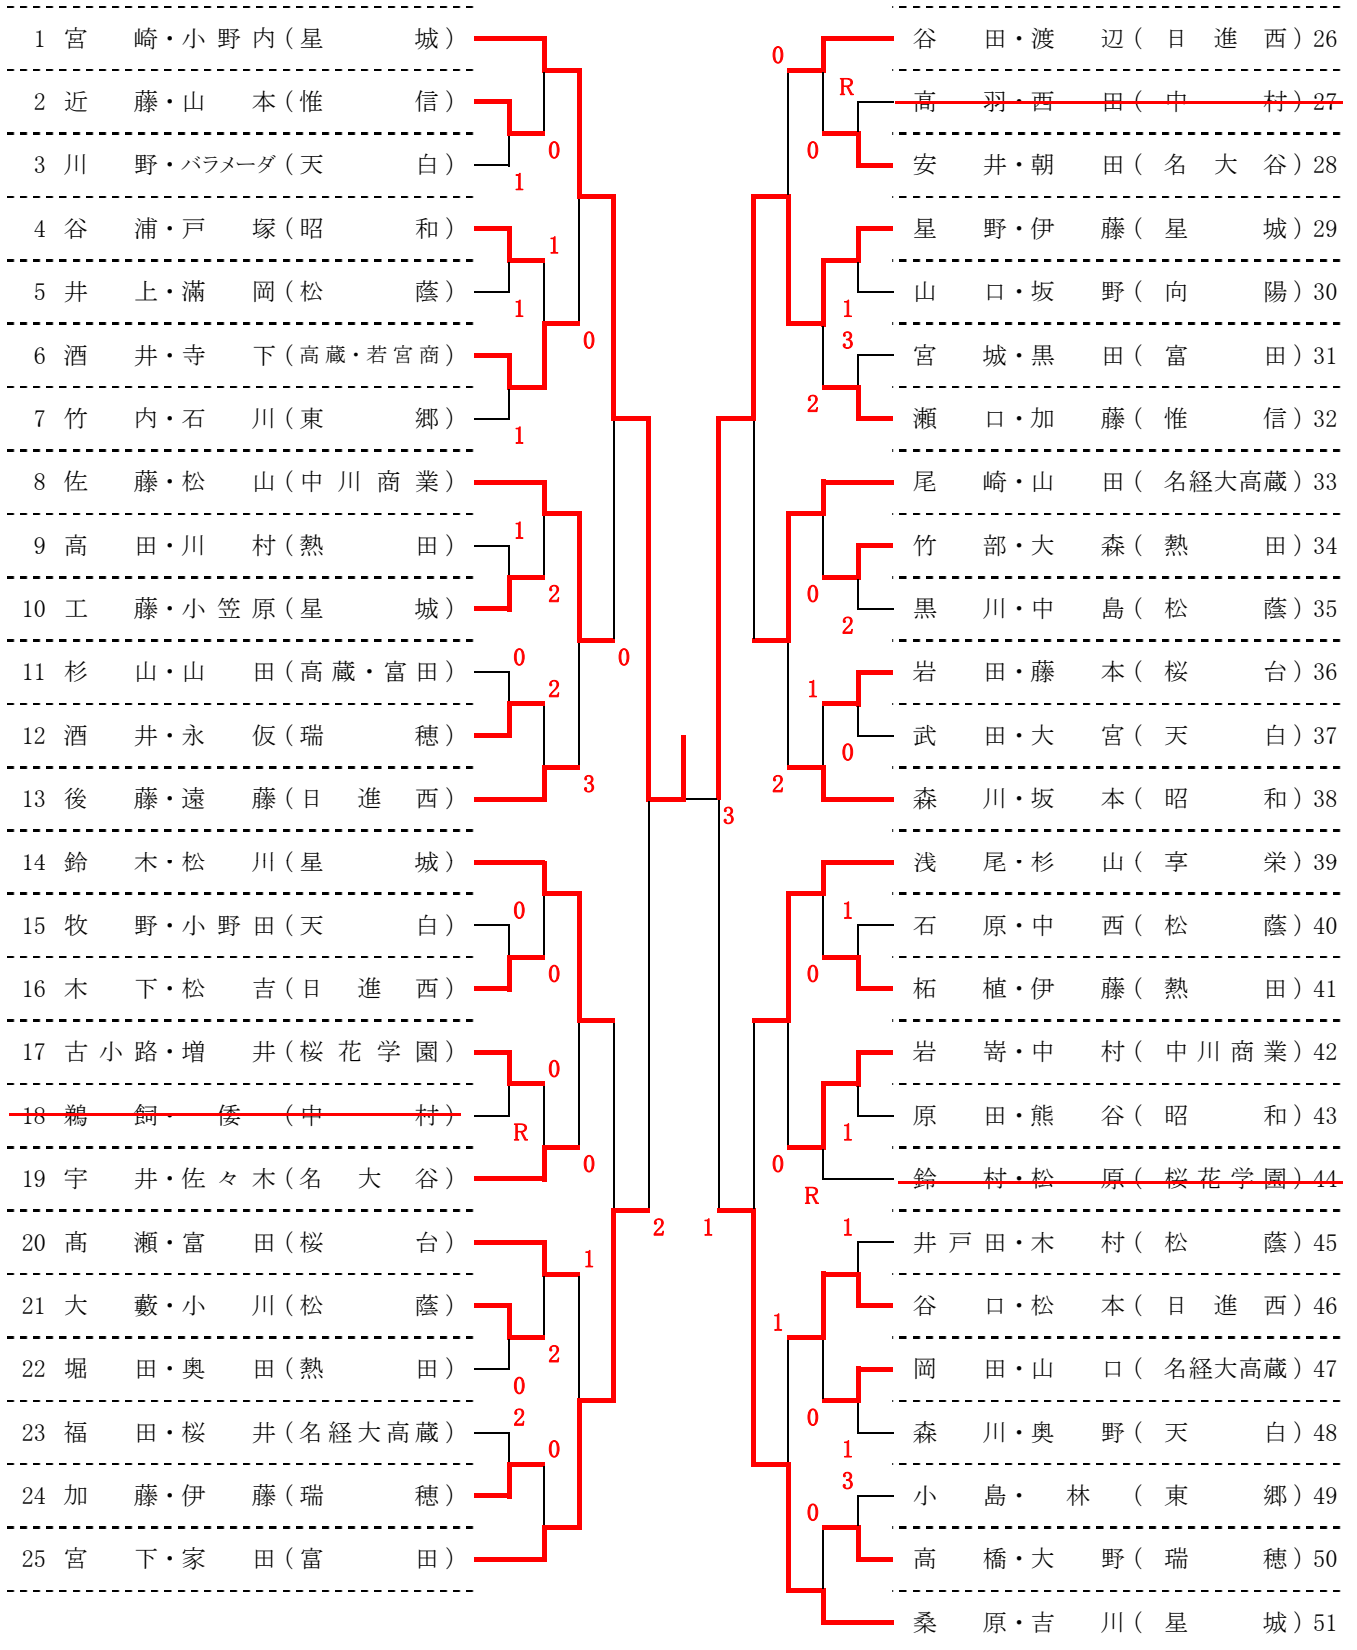 1 宮崎・小野内(星城)
2 近藤・山本(惟信)
3 川野・バラメーダ(天白)
4 谷浦・戸塚(昭和)
5 井上・滿岡(松蔭)
6 酒井・寺下(高蔵・若宮商)
7 竹内・石川(東郷)
8 佐藤・松山(中川商業)
9 高田・川村(熱田)
10 工藤・小笠原(星城)
11 杉山・山田(高蔵・富田)
12 酒井・永仮(瑞穂)
13 後藤・遠藤(日進西)
14 鈴木・松川(星城)
15 牧野・小野田(天白)
16 木下・松吉(日進西)
17 古小路・増井(桜花学園)
18 鵜飼・倭(中村)
19 宇井・佐々木(名大谷)
20 髙瀬・富田(桜台)
21 大藪・小川(松蔭)
22 堀田・奥田(熱田)
23 福田・桜井(名経大高蔵)
24 加藤・伊藤(瑞穂)
25 宮下・家田(富田)
0
1
1
1
0
1
1
2
0
2
3
0
0
0
0
R
0
1
2
0
2
0
2
3
1
0
R
0
1
3
2
0
2
1
0
2
1
0
1
0
R
1
1
0
1
3
0
谷田・渡辺(日進西)26
高羽・西田(中村)27
安井・朝田(名大谷)28
星野・伊藤(星城)29
山口・坂野(向陽)30
宮城・黒田(富田)31
瀬口・加藤(惟信)32
尾崎・山田(名経大高蔵)33
竹部・大森(熱田)34
黒川・中島(松蔭)35
岩田・藤本(桜台)36
武田・大宮(天白)37
森川・坂本(昭和)38
浅尾・杉山(享栄)39
石原・中西(松蔭)40
柘植・伊藤(熱田)41
岩嵜・中村(中川商業)42
原田・熊谷(昭和)43
鈴村・松原(桜花学園)44
井戸田・木村(松蔭)45
谷口・松本(日進西)46
岡田・山口(名経大高蔵)47
森川・奥野(天白)48
小島・林(東郷)49
高橋・大野(瑞穂)50
桑原・吉川(星城)51